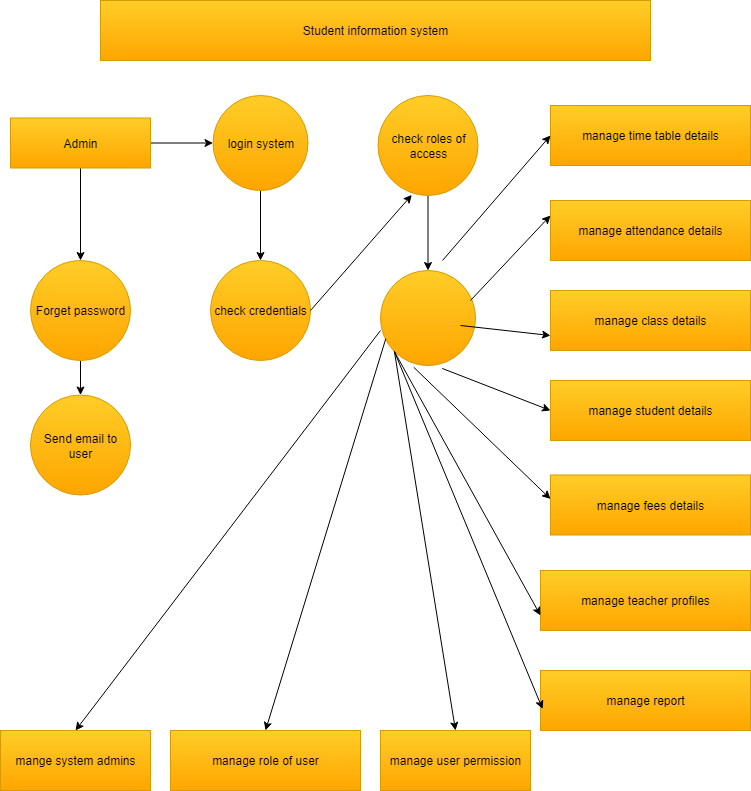 Student information system
Admin
login system
check roles of
access
manage time table details
manage attendance details
Forget password
check credentials
manage class details
manage student details
Send email to
user
manage fees details
manage teacher profiles
manage report
mange system admins
manage role of user
manage user permission